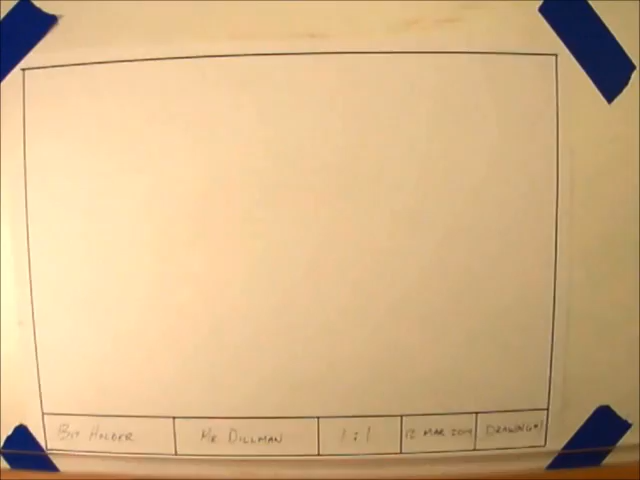 BIT HOLDER
MR DILLMAN
1:1
12 MAR
DRAWING #1